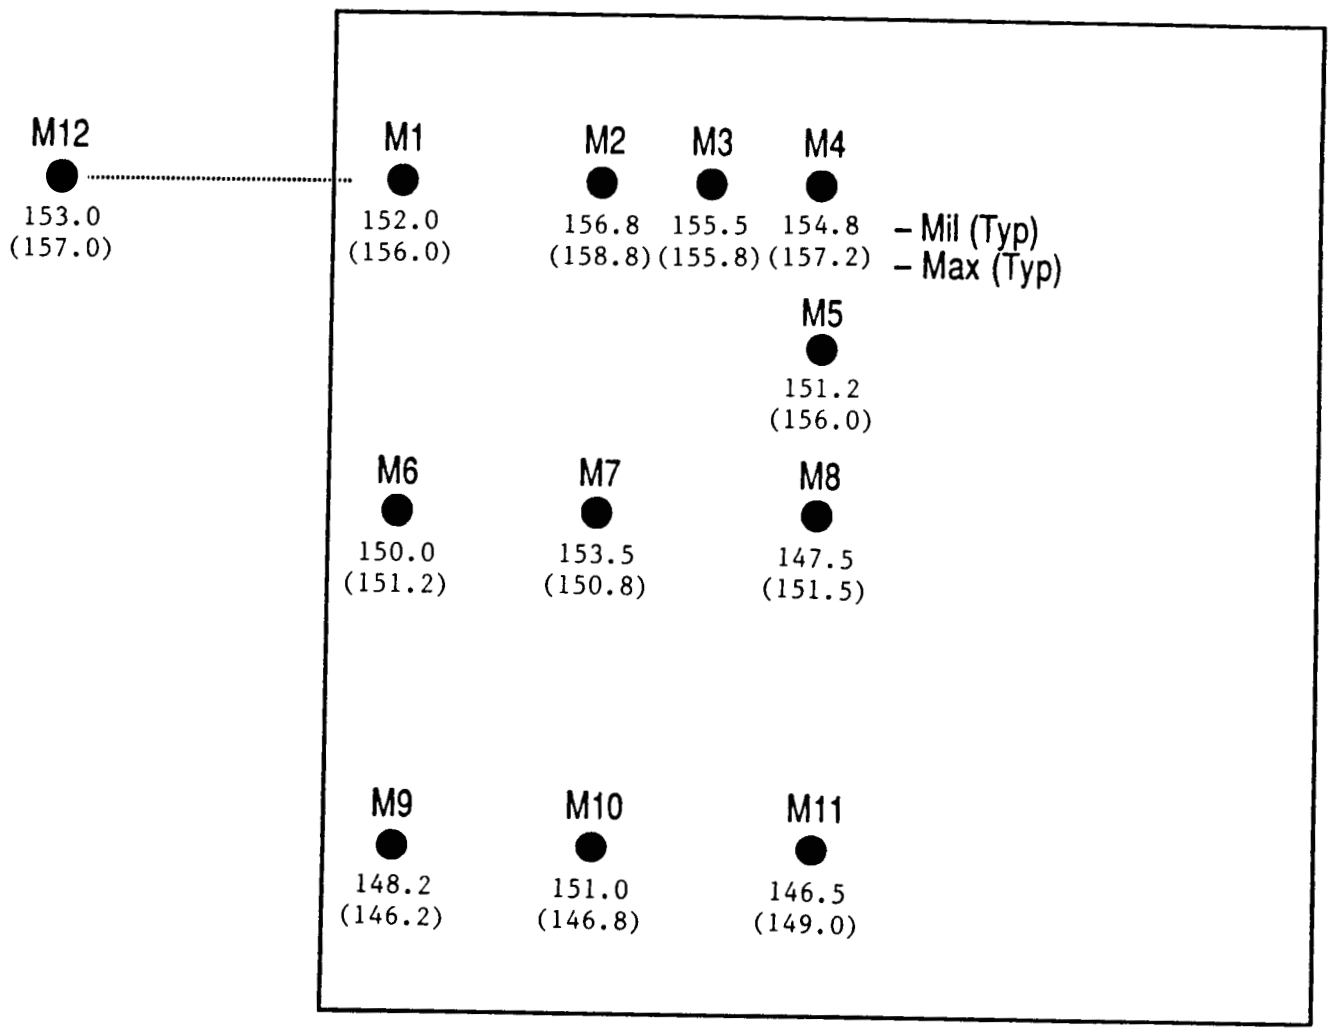 M12
153.0
(157.0)
M1
152.0
(156.0)
M2
156.8
(158.8)
M3
155.5
(155.8)
M4
154.8
(157.2)
– Mil (Typ)
– Max (Typ)
M5
151.2
(156.0)
M6
150.0
(151.2)
M7
153.5
(150.8)
M8
147.5
(151.5)
M9
148.2
(146.2)
M10
151.0
(146.8)
M11
146.5
(149.0)